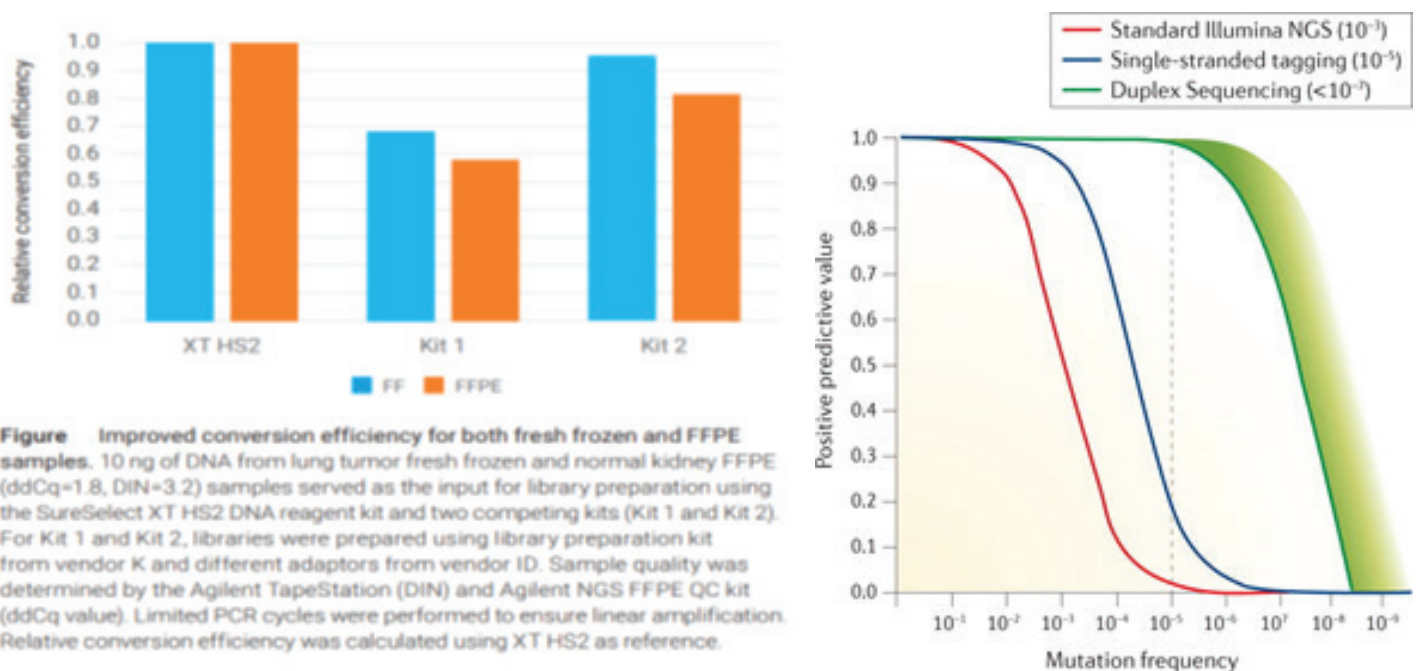 Relative conversion efficiency
1.0
0.9
0.8
0.7
0.6
0.5
0.4
0.3
0.2
0.1
0.0
XT HS2
Kit 1
Kit 2
FF
FFPE
Figure Improved conversion efficiency for both fresh frozen and FFPE
samples. 10 ng of DNA from lung tumor fresh frozen and normal kidney FFPE
(ddCq=1.8, DIN=3.2) samples served as the input for library preparation using
the SureSelect XT HS2 DNA reagent kit and two competing kits (Kit 1 and Kit 2).
For Kit 1 and Kit 2, libraries were prepared using library preparation kit
from vendor K and different adaptors from vendor ID. Sample quality was
determined by the Agilent TapeStation (DIN) and Agilent NGS FFPE QC kit
(ddCq value). Limited PCR cycles were performed to ensure linear amplification.
Relative conversion efficiency was calculated using XT HS2 as reference.
Standard Illumina NGS (10⁻³)
Single-stranded tagging (10⁻⁵)
Duplex Sequencing (<10⁻⁷)
Positive predictive value
1.0
0.9
0.8
0.7
0.6
0.5
0.4
0.3
0.2
0.1
0.0
10⁻¹
10⁻²
10⁻³
10⁻⁴
10⁻⁵
10⁻⁶
10⁷
10⁻⁸
10⁻⁹
Mutation frequency